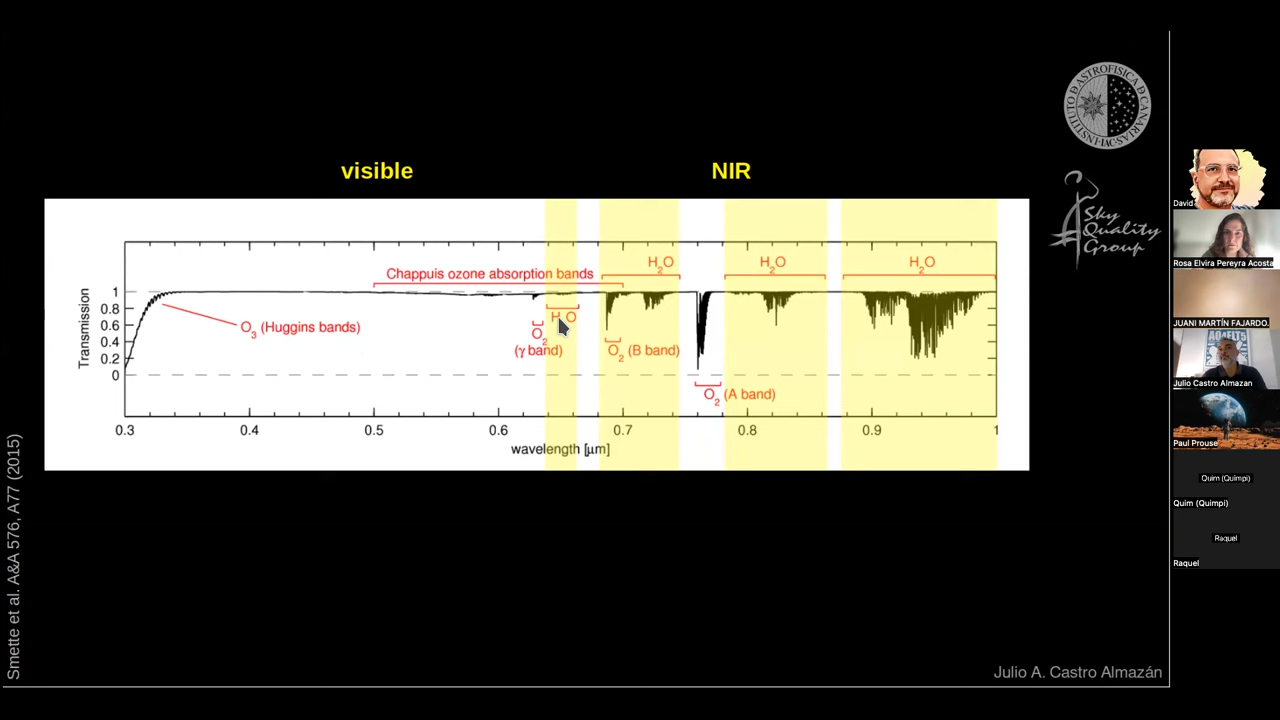 visible
NIR
H2O
H2O
H2O
Chappuis ozone absorption bands
1
0.8
0.6
0.4
0.2
0
Transmission
O3 (Huggins bands)
H2O
O2
(γ band)
O2 (B band)
O2 (A band)
0.3
0.4
0.5
0.6
0.7
0.8
0.9
1
wavelength [μm]
Smette et al. A&A 576, A77 (2015)
Julio A. Castro Almazán
INSTITUTO D ASTROFISICA D CANARIAS · IAC ·
Sky
Quality
Group
David
Rosa Elvira Pereyra Acosta
JUANI MARTÍN FAJARDO.
Julio Castro Almazan
Paul Prouse
Quim (Quimpi)
Quim (Quimpi)
Raquel
Raquel